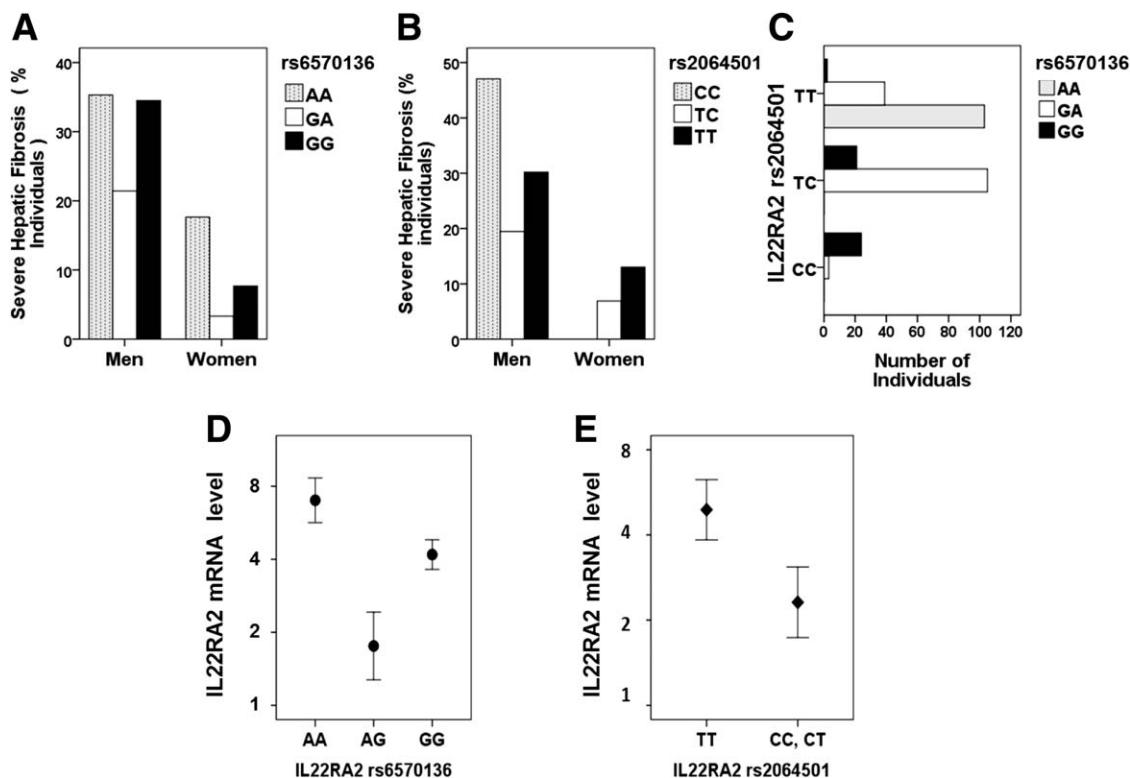 A
Severe Hepatic Fibrosis ( %
Individuals )
40
30
20
10
0
Men
Women
rs6570136
AA
GA
GG
B
Severe Hepatic Fibrosis (%
individuals)
50
40
30
20
10
0
Men
Women
rs2064501
CC
TC
TT
C
IL22RA2 rs2064501
TT
TC
CC
0 20 40 60 80 100 120
Number of
Individuals
rs6570136
AA
GA
GG
D
IL22RA2 mRNA level
8
4
2
1
AA AG GG
IL22RA2 rs6570136
E
IL22RA2 mRNA level
8
4
2
1
TT CC, CT
IL22RA2 rs2064501